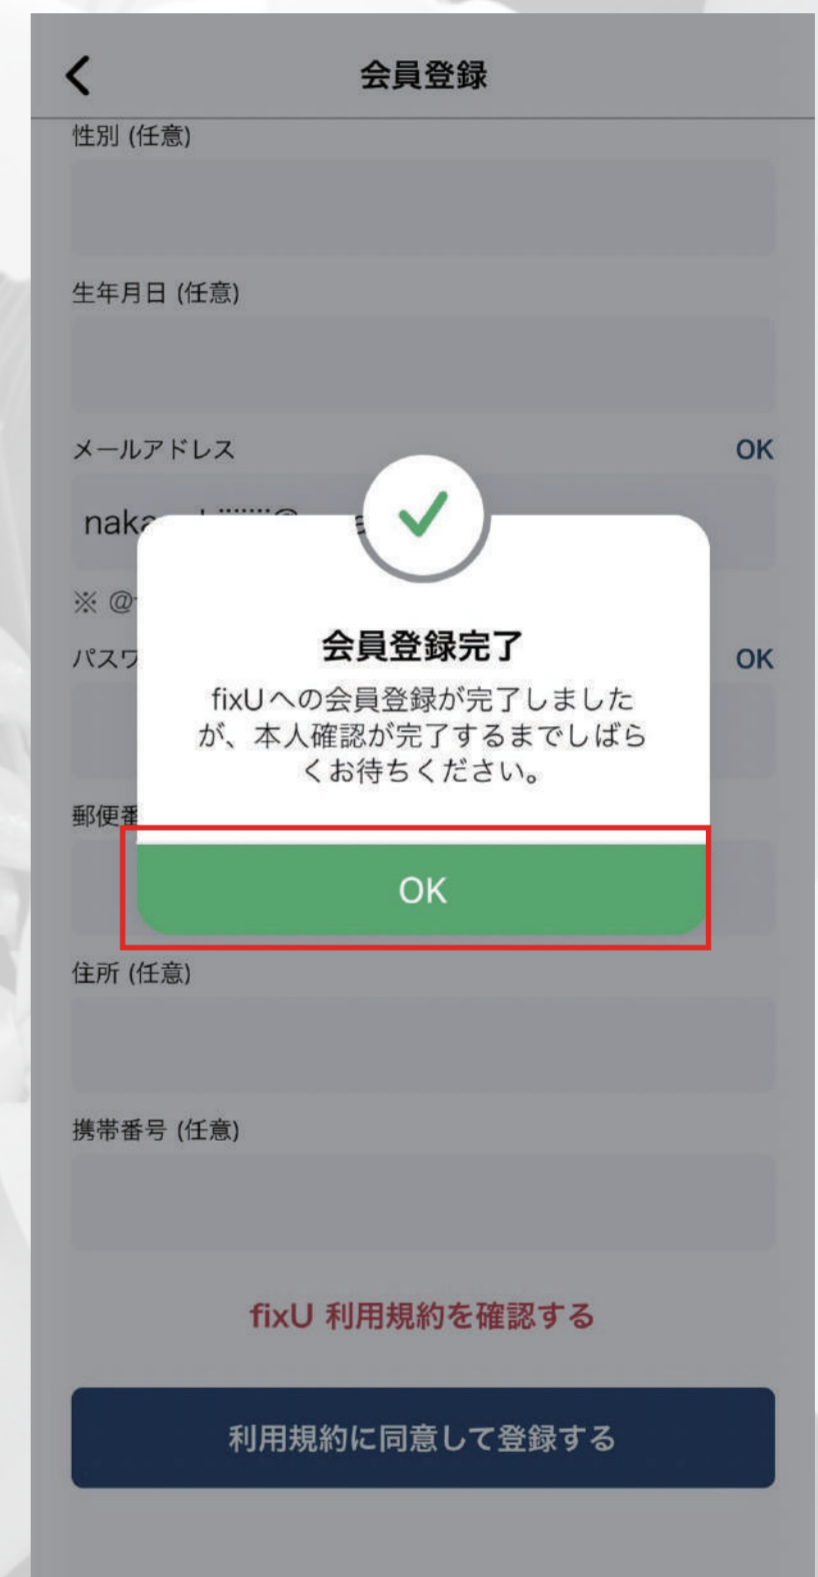 会員登録
性別 (任意)
生年月日 (任意)
メールアドレス
OK
※ @
OK
会員登録完了
fixUへの会員登録が完了しました
が、本人確認が完了するまでしばら
くお待ちください。
OK
住所 (任意)
携帯番号 (任意)
fixU 利用規約を確認する
利用規約に同意して登録する